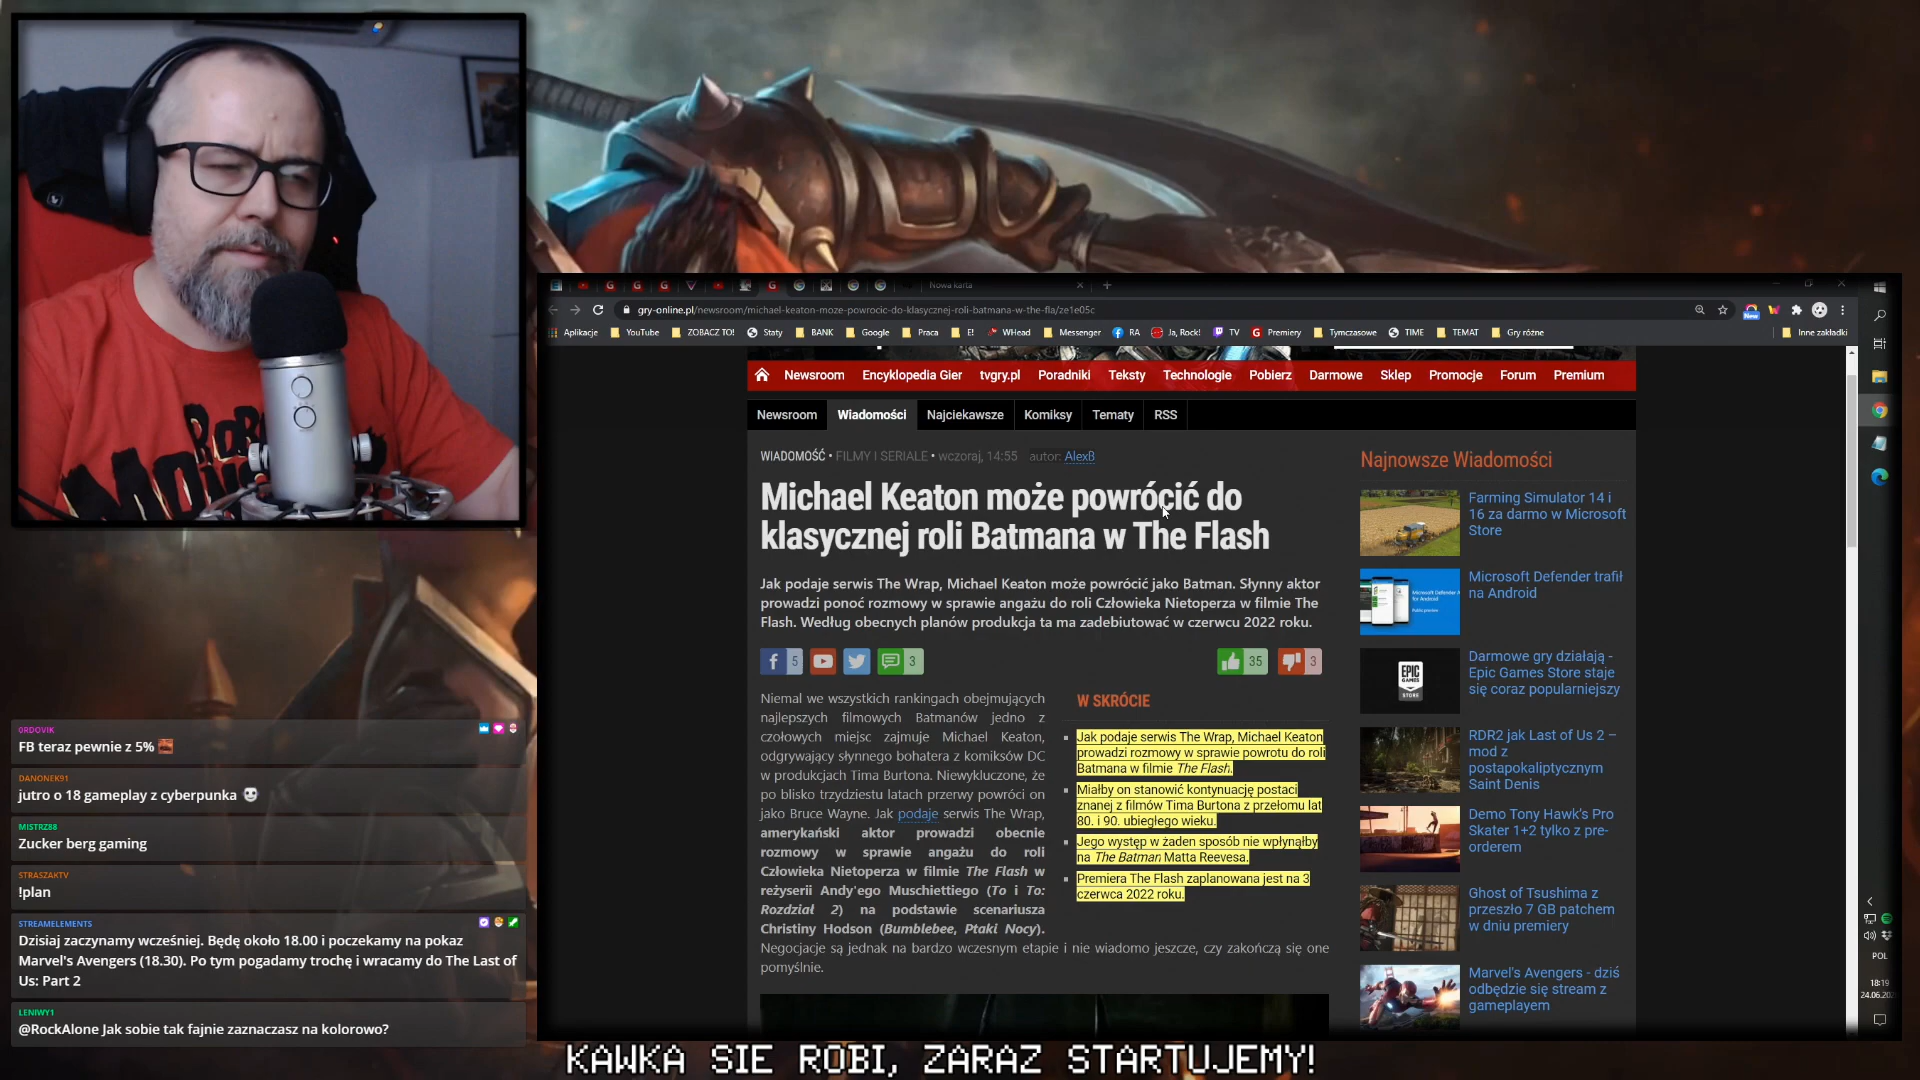 Nowa karta
gry-online.pl/newsroom/michael-keaton-moze-powrocic-do-klasycznej-roli-batmana-w-the-fla/ze1e05c
Aplikacje YouTube ZOBACZ TO! Staty BANK Google Praca E! WHead Messenger RA Ja, Rock! TV Premiery Tymczasowe TIME TEMAT Gry różne Inne zakładki
Newsroom Encyklopedia Gier tvgry.pl Poradniki Teksty Technologie Pobierz Darmowe Sklep Promocje Forum Premium
Newsroom Wiadomości Najciekawsze Komiksy Tematy RSS
WIADOMOŚĆ • FILMY I SERIALE • wczoraj, 14:55 autor: AlexB
Michael Keaton może powrócić do
klasycznej roli Batmana w The Flash
Jak podaje serwis The Wrap, Michael Keaton może powrócić jako Batman. Słynny aktor
prowadzi ponoć rozmowy w sprawie angażu do roli Człowieka Nietoperza w filmie The
Flash. Według obecnych planów produkcja ta ma zadebiutować w czerwcu 2022 roku.
5 3 35 3
Niemal we wszystkich rankingach obejmujących
najlepszych filmowych Batmanów jedno z
czołowych miejsc zajmuje Michael Keaton,
odgrywający słynnego bohatera z komiksów DC
w produkcjach Tima Burtona. Niewykluczone, że
po blisko trzydziestu latach przerwy powróci on
jako Bruce Wayne. Jak podaje serwis The Wrap,
amerykański aktor prowadzi obecnie
rozmowy w sprawie angażu do roli
Człowieka Nietoperza w filmie The Flash w
reżyserii Andy'ego Muschiettiego (To i To:
Rozdział 2) na podstawie scenariusza
Christiny Hodson (Bumblebee, Ptaki Nocy).
Negocjacje są jednak na bardzo wczesnym etapie i nie wiadomo jeszcze, czy zakończą się one
pomyślnie.
W SKRÓCIE
Jak podaje serwis The Wrap, Michael Keaton
prowadzi rozmowy w sprawie powrotu do roli
Batmana w filmie The Flash.
Miałby on stanowić kontynuację postaci
znanej z filmów Tima Burtona z przełomu lat
80. i 90. ubiegłego wieku.
Jego występ w żaden sposób nie wpłynąłby
na The Batman Matta Reevesa.
Premiera The Flash zaplanowana jest na 3
czerwca 2022 roku.
Najnowsze Wiadomości
Farming Simulator 14 i
16 za darmo w Microsoft
Store
Microsoft Defender trafił
na Android
EPIC
GAMES
STORE
Darmowe gry działają -
Epic Games Store staje
się coraz popularniejszy
RDR2 jak Last of Us 2 –
mod z
postapokaliptycznym
Saint Denis
Demo Tony Hawk's Pro
Skater 1+2 tylko z pre-
orderem
Ghost of Tsushima z
przeszło 7 GB patchem
w dniu premiery
Marvel's Avengers - dziś
odbędzie się stream z
gameplayem
POL
18:19
ORDOVIK
FB teraz pewnie z 5%
DANONEK91
jutro o 18 gameplay z cyberpunka
MISTRZ88
Zucker berg gaming
STRASZAKTV
!plan
STREAMELEMENTS
Dzisiaj zaczynamy wcześniej. Będę około 18.00 i poczekamy na pokaz
Marvel's Avengers (18.30). Po tym pogadamy trochę i wracamy do The Last of
Us: Part 2
LENIWY1
@RockAlone Jak sobie tak fajnie zaznaczasz na kolorowo?
KAWKA SIE ROBI, ZARAZ STARTUJEMY!